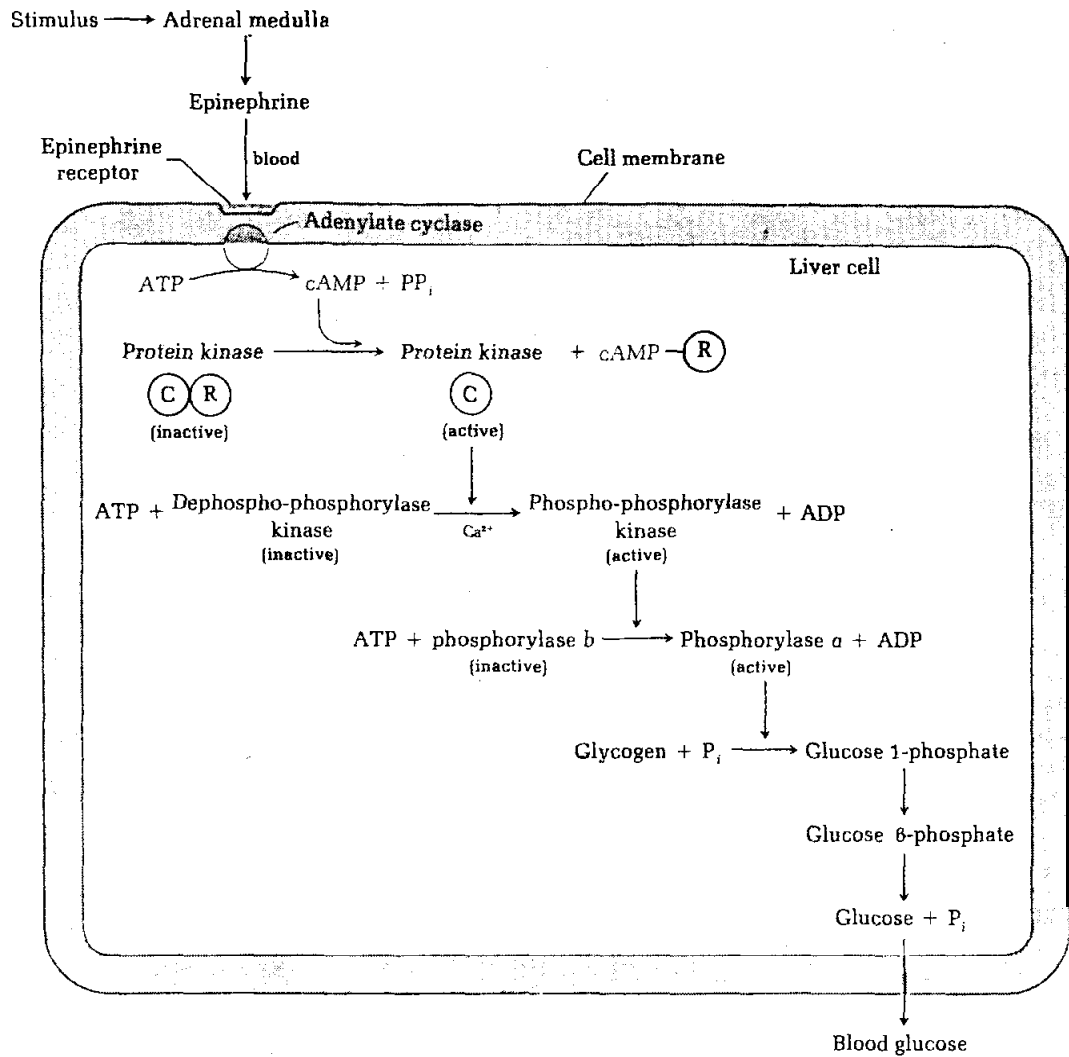 Stimulus → Adrenal medulla
Epinephrine
Epinephrine
receptor
blood
Cell membrane
Adenylate cyclase
Liver cell
ATP → cAMP + PPi
Protein kinase → Protein kinase + cAMP — R
C R
C
(inactive)
(active)
ATP + Dephospho-phosphorylase → Phospho-phosphorylase + ADP
kinase
Ca²⁺
kinase
(inactive)
(active)
ATP + phosphorylase b → Phosphorylase a + ADP
(inactive)
(active)
Glycogen + Pi → Glucose 1-phosphate
Glucose 6-phosphate
Glucose + Pi
Blood glucose